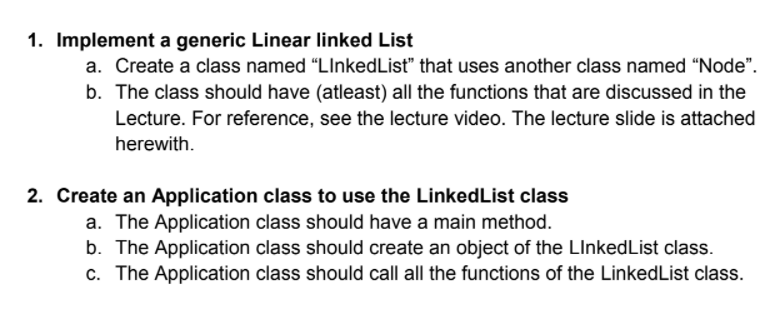 1. Implement a generic Linear linked List
a. Create a class named “LInkedList” that uses another class named “Node”.
b. The class should have (atleast) all the functions that are discussed in the
Lecture. For reference, see the lecture video. The lecture slide is attached
herewith.
2. Create an Application class to use the LinkedList class
a. The Application class should have a main method.
b. The Application class should create an object of the LInkedList class.
c. The Application class should call all the functions of the LinkedList class.